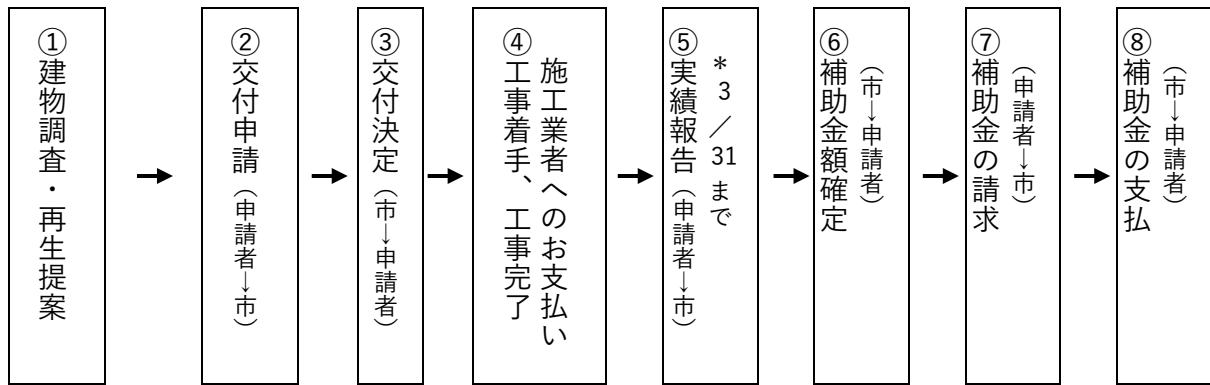 ①建物調査・再生提案
②交付申請（申請者→市）
③交付決定（市→申請者）
④工事着手、工事完了
施工業者へのお支払い
⑤実績報告（申請者→市）
＊3／31まで
⑥補助金額確定
（市→申請者）
⑦補助金の請求
（申請者→市）
⑧補助金の支払
（市→申請者）